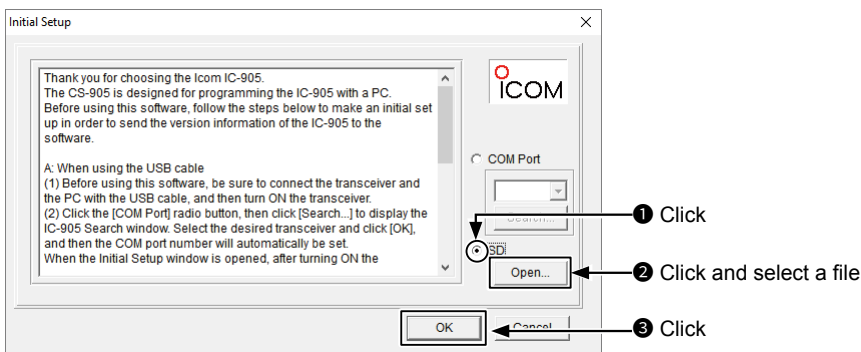 Initial Setup
Thank you for choosing the Icom IC-905.
The CS-905 is designed for programming the IC-905 with a PC.
Before using this software, follow the steps below to make an initial set
up in order to send the version information of the IC-905 to the
software.
A: When using the USB cable
(1) Before using this software, be sure to connect the transceiver and
the PC with the USB cable, and then turn ON the transceiver.
(2) Click the [COM Port] radio button, then click [Search...] to display the
IC-905 Search window. Select the desired transceiver and click [OK],
and then the COM port number will automatically be set.
When the Initial Setup window is opened, after turning ON the
ICOM
COM Port
Search...
❶ Click
SD
Open...
❷ Click and select a file
OK
Cancel
❸ Click